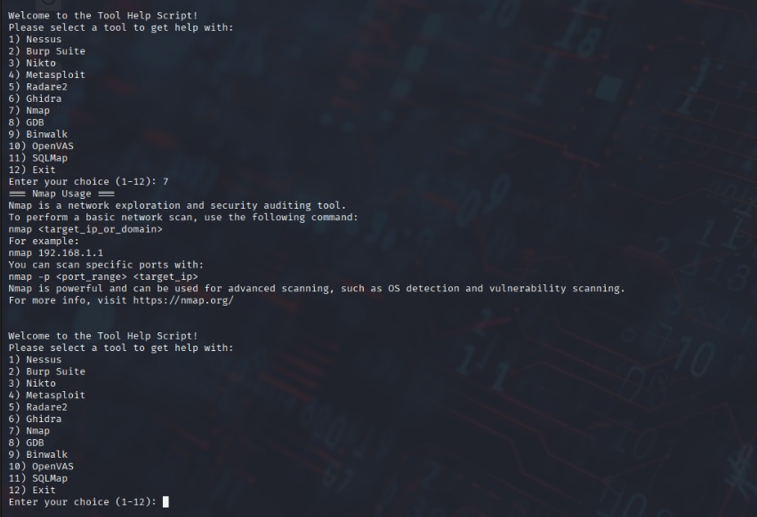 Welcome to the Tool Help Script!
Please select a tool to get help with:
1) Nessus
2) Burp Suite
3) Nikto
4) Metasploit
5) Radare2
6) Ghidra
7) Nmap
8) GDB
9) Binwalk
10) OpenVAS
11) SQLMap
12) Exit
Enter your choice (1-12): 7
=== Nmap Usage ===
Nmap is a network exploration and security auditing tool.
To perform a basic network scan, use the following command:
nmap <target_ip_or_domain>
For example:
nmap 192.168.1.1
You can scan specific ports with:
nmap -p <port_range> <target_ip>
Nmap is powerful and can be used for advanced scanning, such as OS detection and vulnerability scanning.
For more info, visit https://nmap.org/
Welcome to the Tool Help Script!
Please select a tool to get help with:
1) Nessus
2) Burp Suite
3) Nikto
4) Metasploit
5) Radare2
6) Ghidra
7) Nmap
8) GDB
9) Binwalk
10) OpenVAS
11) SQLMap
12) Exit
Enter your choice (1-12):